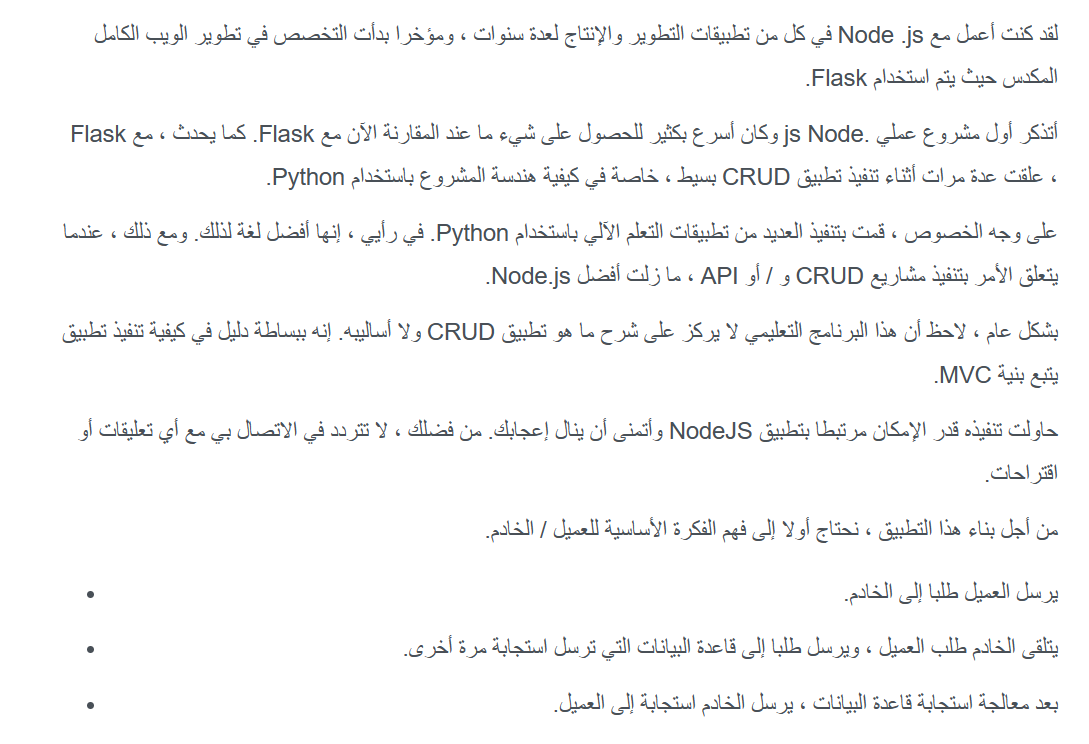 لقد كنت أعمل مع Node .js في كل من تطبيقات التطوير والإنتاج لعدة سنوات ، ومؤخرا بدأت التخصص في تطوير الويب الكامل
المكدس حيث يتم استخدام Flask.
أتذكر أول مشروع عملي .js Node وكان أسرع بكثير للحصول على شيء ما عند المقارنة الآن مع Flask. كما يحدث ، مع Flask
، علقت عدة مرات أثناء تنفيذ تطبيق CRUD بسيط ، خاصة في كيفية هندسة المشروع باستخدام Python.
على وجه الخصوص ، قمت بتنفيذ العديد من تطبيقات التعلم الآلي باستخدام Python. في رأيي ، إنها أفضل لغة لذلك. ومع ذلك ، عندما
يتعلق الأمر بتنفيذ مشاريع CRUD و / أو API ، ما زلت أفضل Node.js.
بشكل عام ، لاحظ أن هذا البرنامج التعليمي لا يركز على شرح ما هو تطبيق CRUD ولا أساليبه. إنه ببساطة دليل في كيفية تنفيذ تطبيق
يتبع بنية MVC.
حاولت تنفيذه قدر الإمكان مرتبطا بتطبيق NodeJS وأتمنى أن ينال إعجابك. من فضلك ، لا تتردد في الاتصال بي مع أي تعليقات أو
اقتراحات.
من أجل بناء هذا التطبيق ، نحتاج أولا إلى فهم الفكرة الأساسية للعميل / الخادم.
يرسل العميل طلبا إلى الخادم.
يتلقى الخادم طلب العميل ، ويرسل طلبا إلى قاعدة البيانات التي ترسل استجابة مرة أخرى.
بعد معالجة استجابة قاعدة البيانات ، يرسل الخادم استجابة إلى العميل.